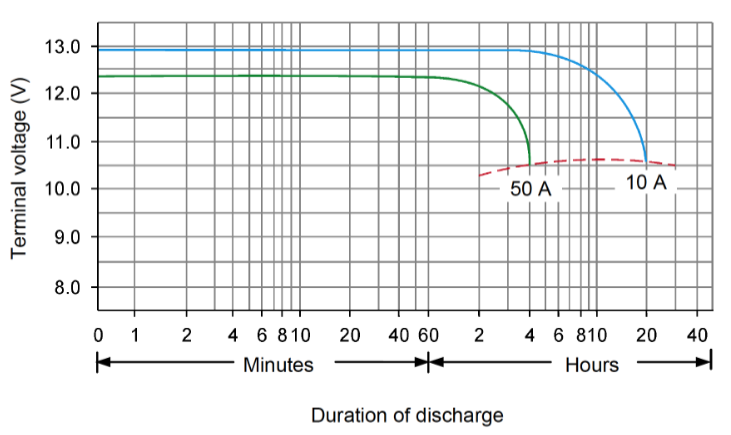 Terminal voltage (V)
13.0
12.0
11.0
10.0
9.0
8.0
50 A
10 A
0 1 2 4 6 8 10 20 40 60 2 4 6 8 10 20 40
Minutes Hours
Duration of discharge